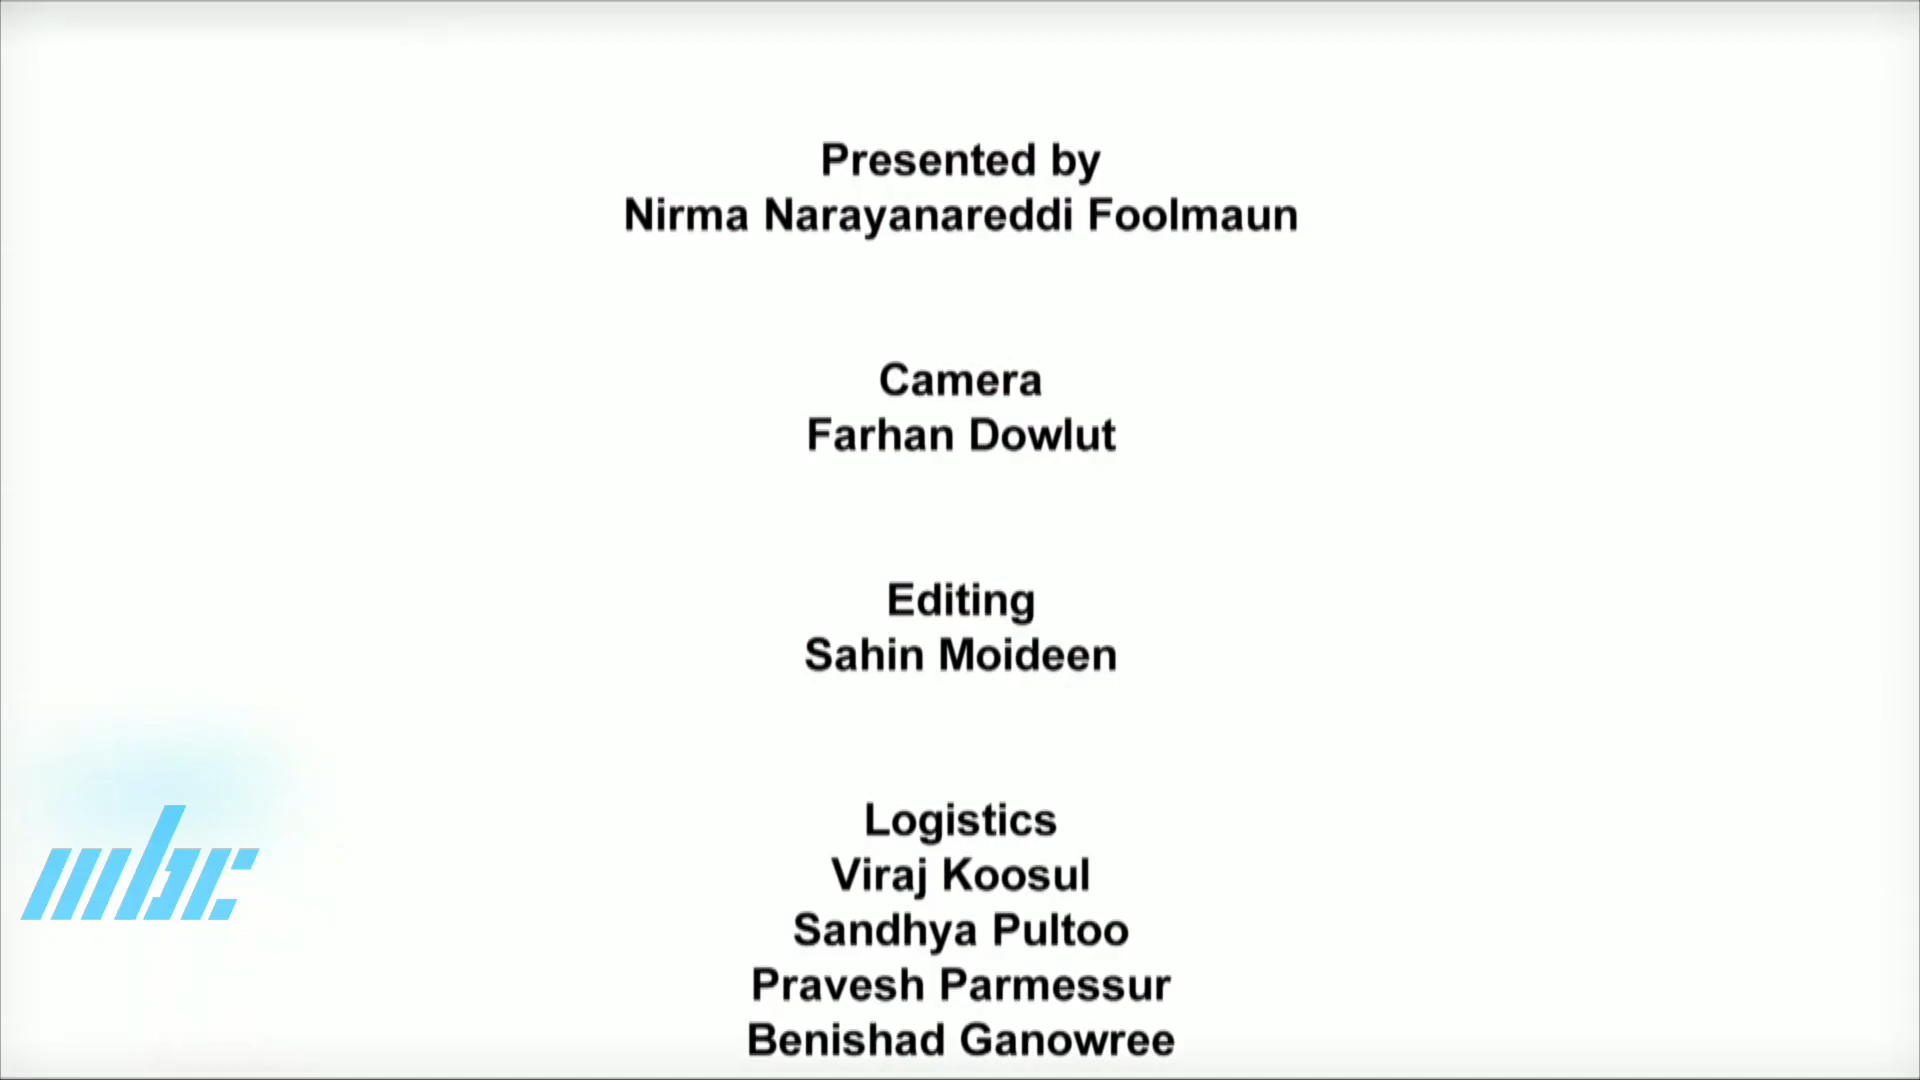 Presented by
Nirma Narayanareddi Foolmaun
Camera
Farhan Dowlut
Editing
Sahin Moideen
Logistics
Viraj Koosul
Sandhya Pultoo
Pravesh Parmessur
Benishad Ganowree
mbc